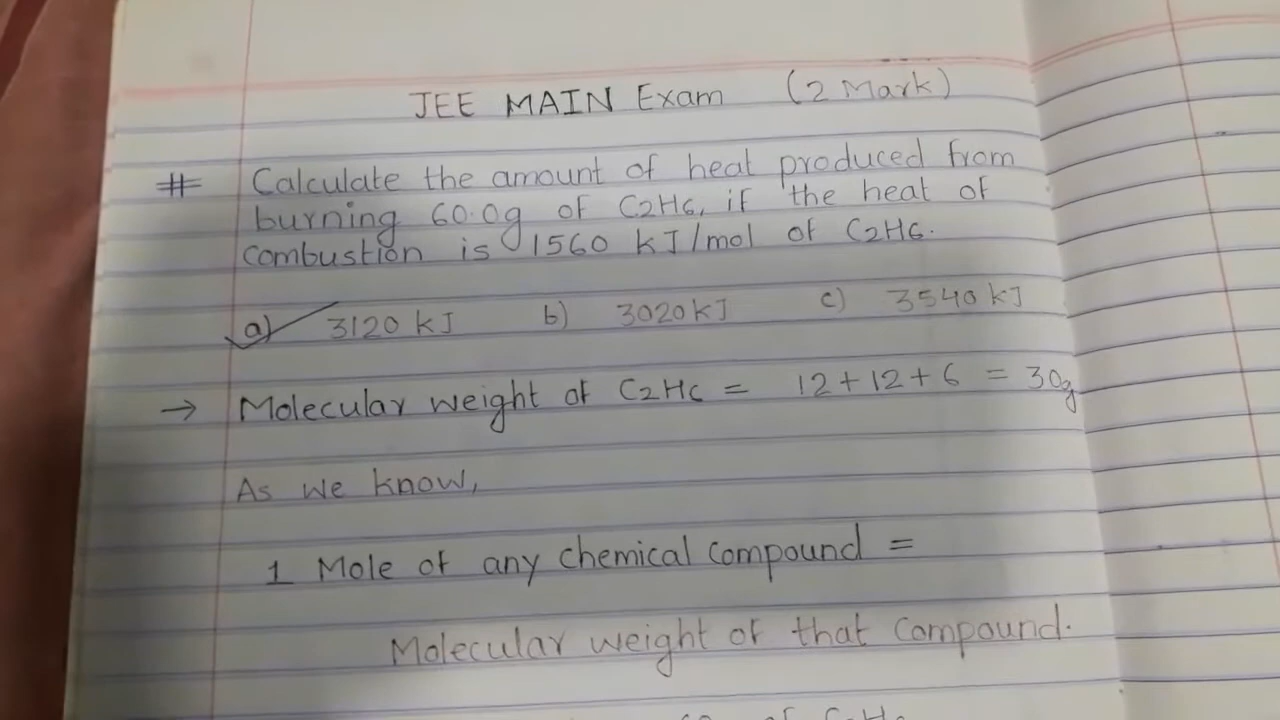 JEE MAIN Exam (2 Mark)
# Calculate the amount of heat produced from
burning 60.0g of C2H6, if the heat of
combustion is 1560 kJ/mol of C2H6.
a) 3120 kJ b) 3020 kJ c) 3540 kJ
→ Molecular weight of C2H6 = 12+12+6 = 30g
As we know,
1 Mole of any chemical compound =
Molecular weight of that compound.